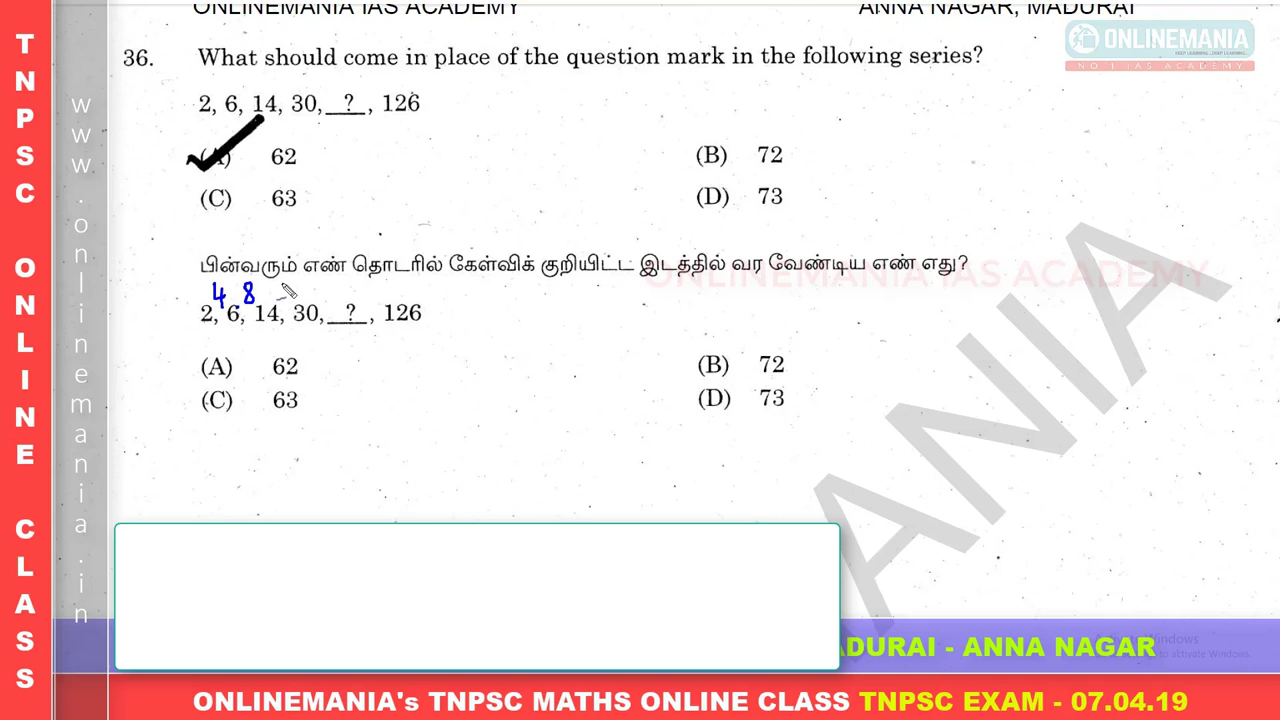 ONLINEMANIA IAS ACADEMY ANNA NAGAR, MADURAI
ONLINEMANIA
NO 1 IAS ACADEMY
36. What should come in place of the question mark in the following series?
2, 6, 14, 30, ? , 126
(A) 62 (B) 72
(C) 63 (D) 73
பின்வரும் எண் தொடரில் கேள்விக் குறியிட்ட இடத்தில் வர வேண்டிய எண் எது?
ONLINEMANIA IAS ACADEMY
4 8
2, 6, 14, 30, ? , 126
(A) 62 (B) 72
(C) 63 (D) 73
ANIA
TNPSC ONLINE CLASS
www.onlinemania.in
ADURAI - ANNA NAGAR
ONLINEMANIA's TNPSC MATHS ONLINE CLASS TNPSC EXAM - 07.04.19